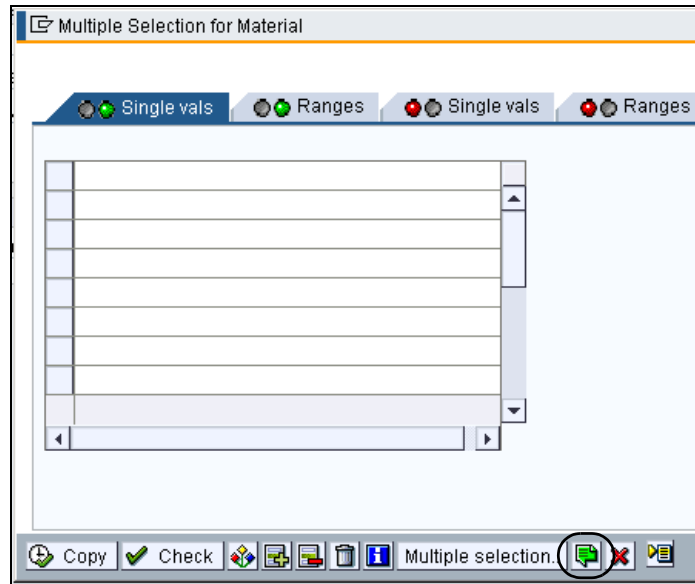 Multiple Selection for Material
Single vals Ranges Single vals Ranges
Copy Check Multiple selection.